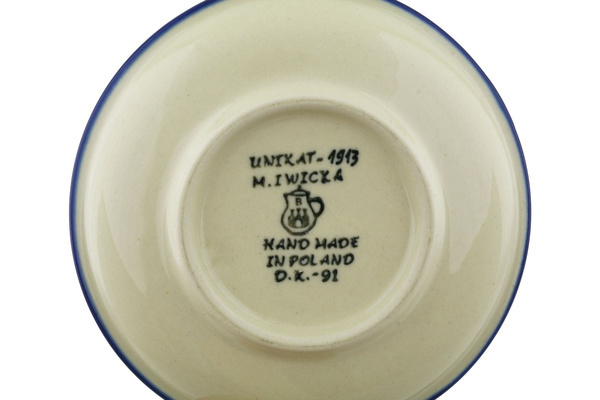 UNIKAT-1913
M. IWICKA
B
HAND MADE
IN POLAND
D.K.-91